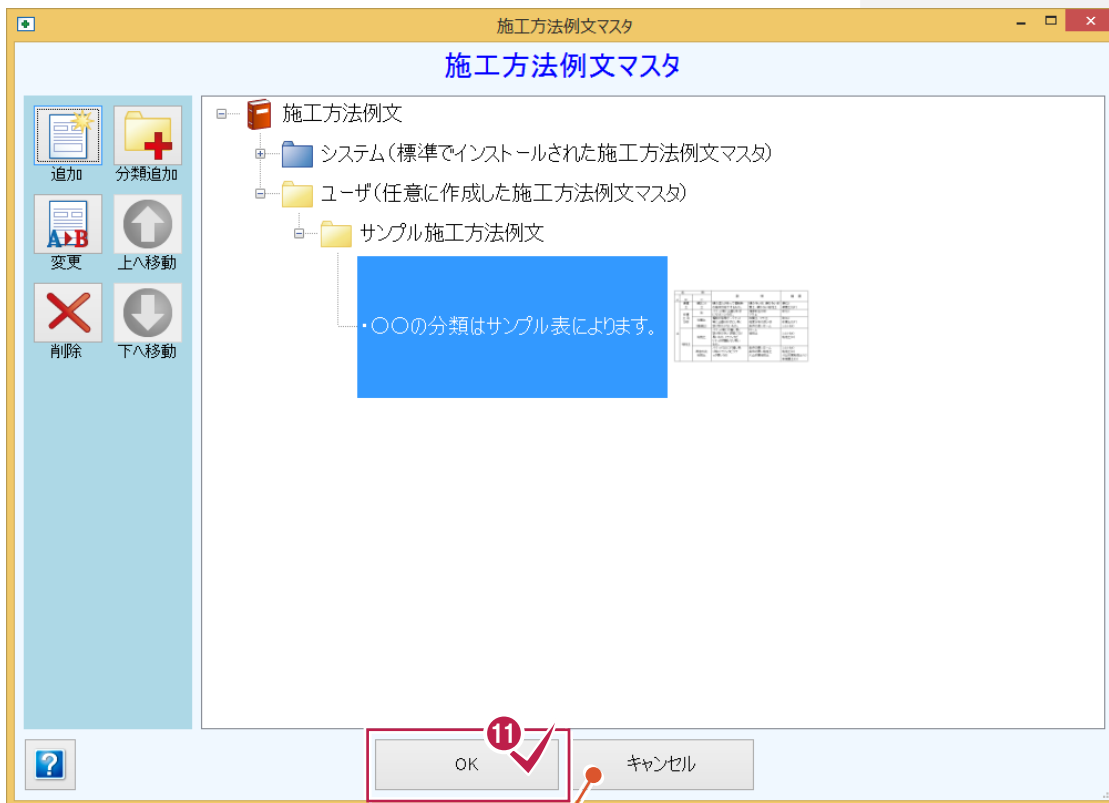 施工方法例文マスタ
施工方法例文マスタ
追加
分類追加
変更
上へ移動
削除
下へ移動
施工方法例文
システム(標準でインストールされた施工方法例文マスタ)
ユーザ(任意に作成した施工方法例文マスタ)
サンプル施工方法例文
・〇〇の分類はサンプル表によります。
11
OK
キャンセル